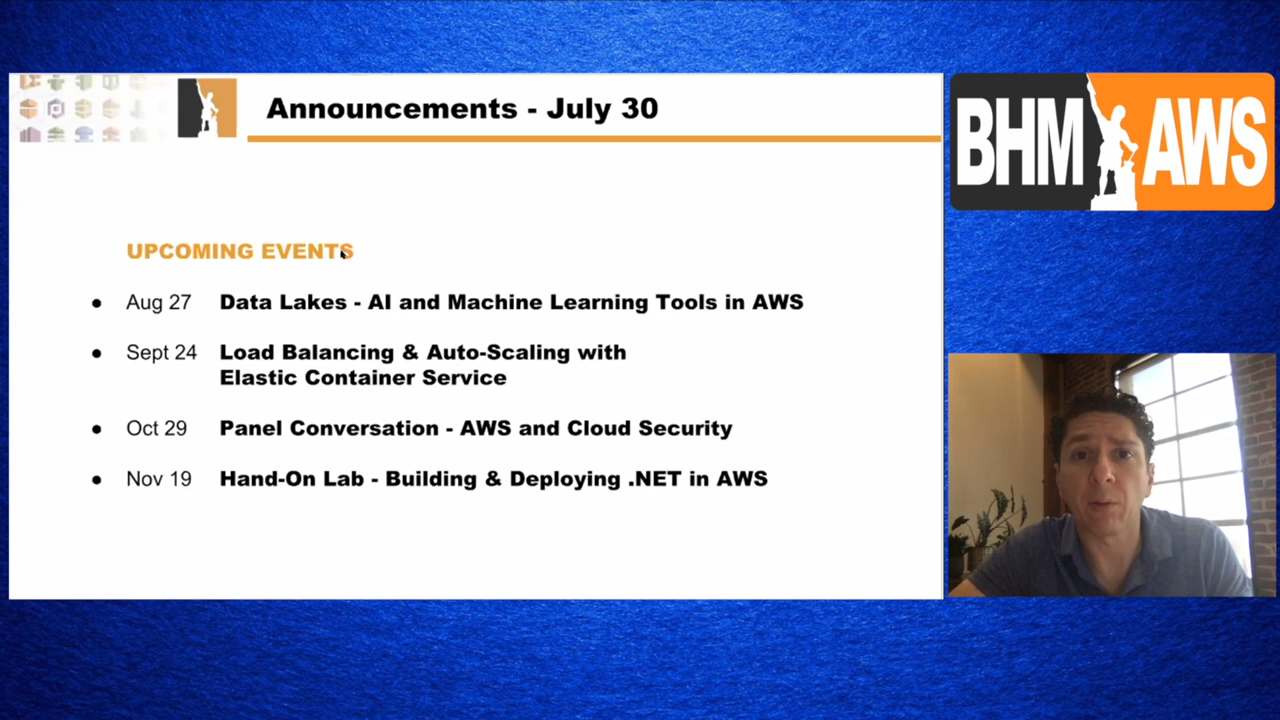 Announcements - July 30
BHM AWS
UPCOMING EVENTS
• Aug 27 Data Lakes - AI and Machine Learning Tools in AWS
• Sept 24 Load Balancing & Auto-Scaling with
Elastic Container Service
• Oct 29 Panel Conversation - AWS and Cloud Security
• Nov 19 Hand-On Lab - Building & Deploying .NET in AWS